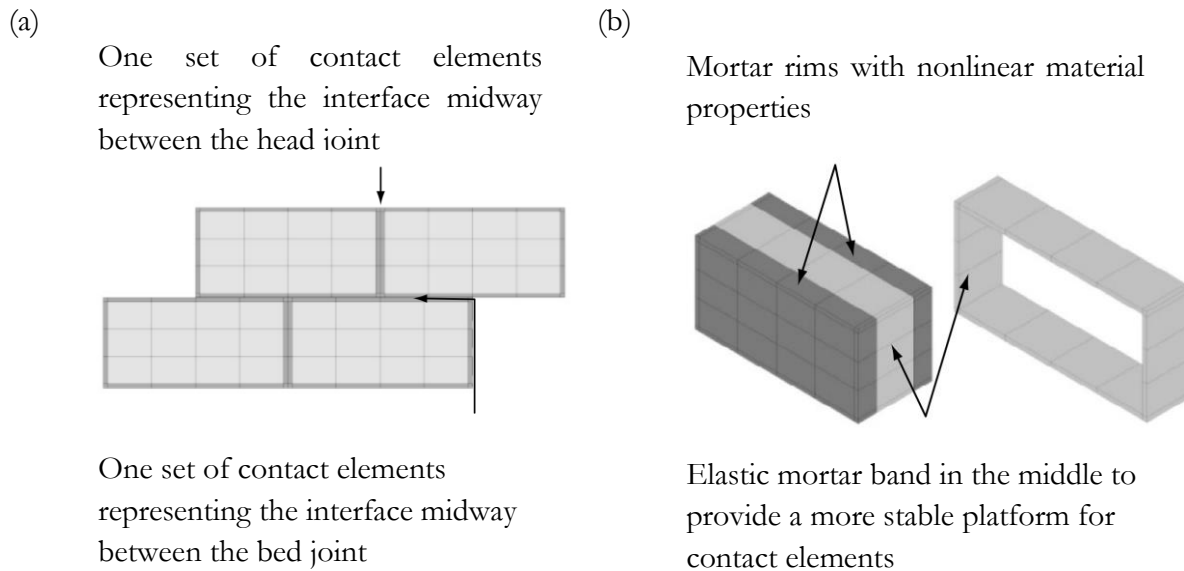 (a)
One set of contact elements
representing the interface midway
between the head joint
One set of contact elements
representing the interface midway
between the bed joint
(b)
Mortar rims with nonlinear material
properties
Elastic mortar band in the middle to
provide a more stable platform for
contact elements